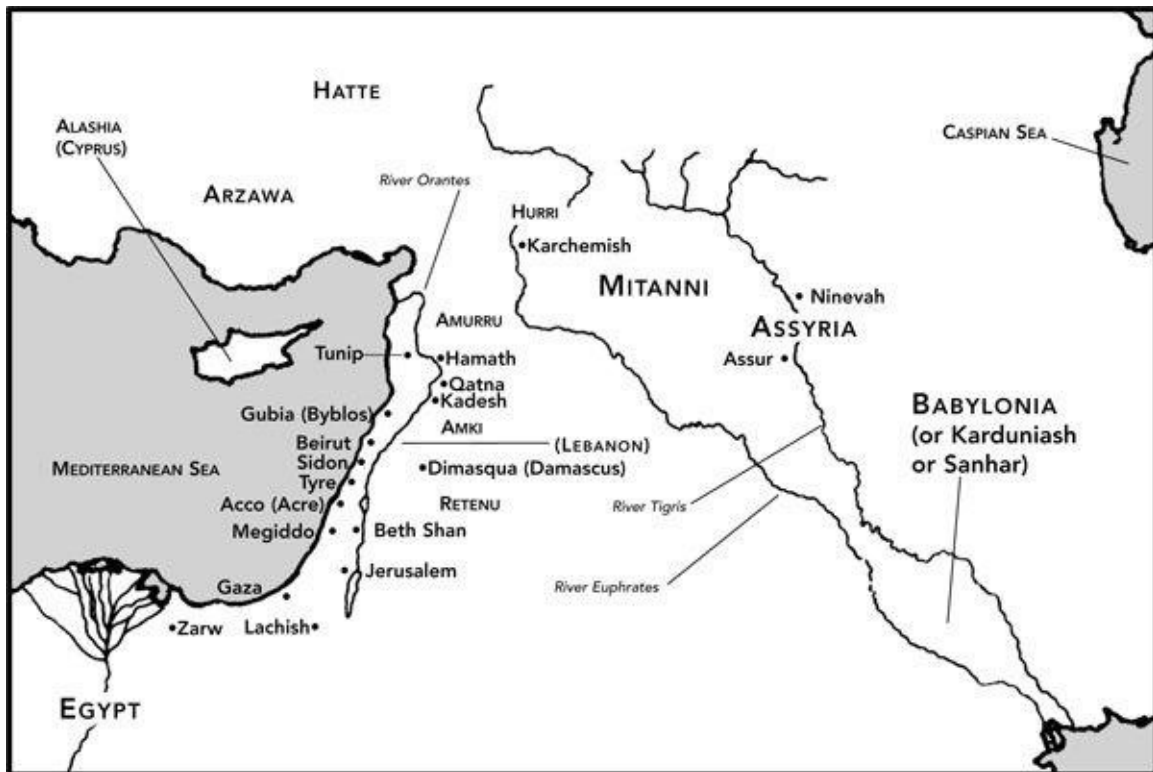 HATTE
ALASHIA
(CYPRUS)
CASPIAN SEA
River Orantes
ARZAWA
HURRI
Karchemish
MITANNI
Ninevah
AMURRU
ASSYRIA
Tunip
Hamath
Assur
Qatna
Kadesh
Gubia (Byblos)
BABYLONIA
(or Karduniash
or Sanhar)
AMKI
Beirut
(LEBANON)
Sidon
MEDITERRANEAN SEA
Dimasqua (Damascus)
Tyre
Acco (Acre)
RETENU
River Tigris
Megiddo
Beth Shan
Jerusalem
Gaza
River Euphrates
Zarw
Lachish
EGYPT